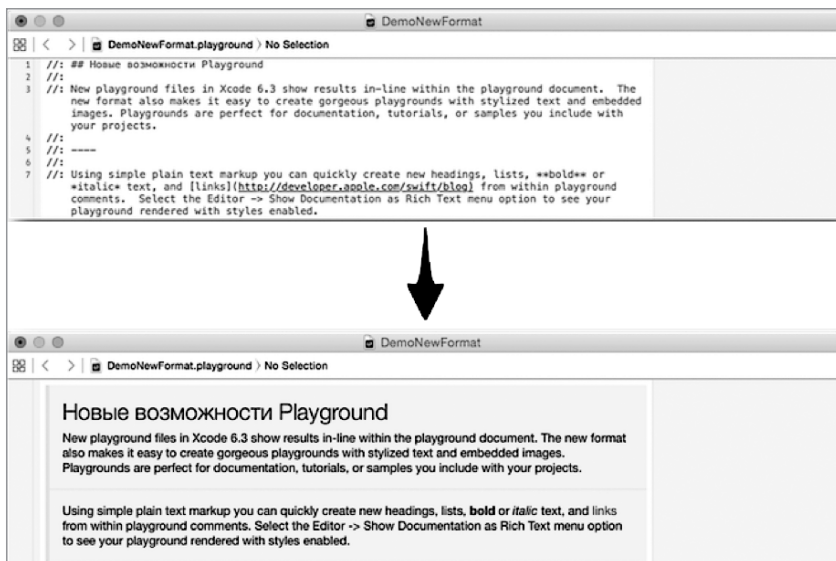 DemoNewFormat
DemoNewFormat.playground 〉 No Selection
1 //: ## Новые возможности Playground
2 //:
3 //: New playground files in Xcode 6.3 show results in-line within the playground document.  The
new format also makes it easy to create gorgeous playgrounds with stylized text and embedded
images. Playgrounds are perfect for documentation, tutorials, or samples you include with
your projects.
4 //:
5 //: ----
6 //:
7 //: Using simple plain text markup you can quickly create new headings, lists, **bold** or
*italic* text, and [links](http://developer.apple.com/swift/blog) from within playground
comments.  Select the Editor -> Show Documentation as Rich Text menu option to see your
playground rendered with styles enabled.
DemoNewFormat
DemoNewFormat.playground 〉 No Selection
Новые возможности Playground
New playground files in Xcode 6.3 show results in-line within the playground document. The new format
also makes it easy to create gorgeous playgrounds with stylized text and embedded images.
Playgrounds are perfect for documentation, tutorials, or samples you include with your projects.
Using simple plain text markup you can quickly create new headings, lists, bold or italic text, and links
from within playground comments. Select the Editor -> Show Documentation as Rich Text menu option
to see your playground rendered with styles enabled.